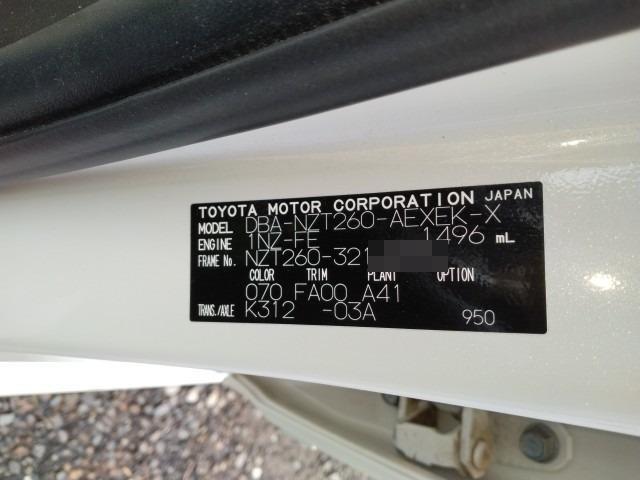 TOYOTA MOTOR CORPORATION JAPAN
MODEL DBA-NZT260-AEXEK-X
ENGINE 1NZ-FE 1496 mL
FRAME No. NZT260-321
COLOR TRIM PLANT OPTION
070 FA00 A41
TRANS./AXLE K312 -03A 950